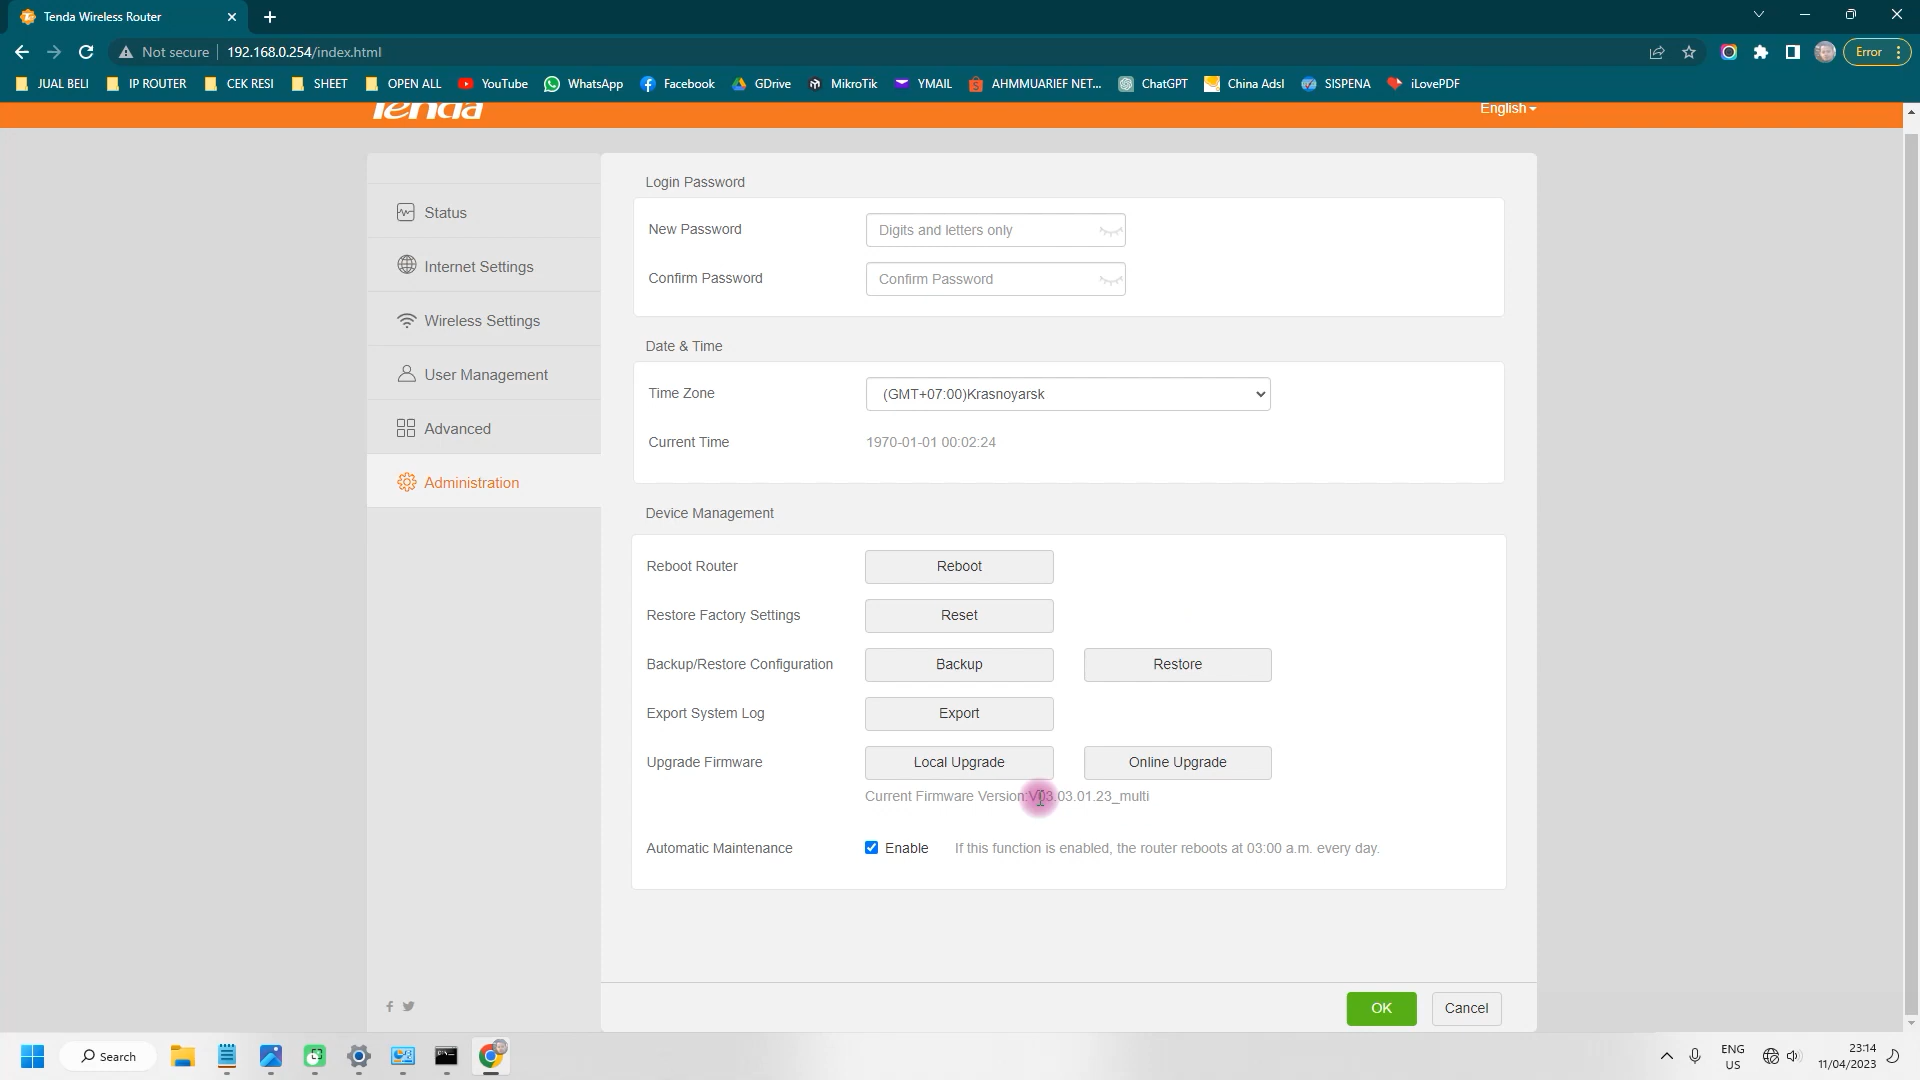 Tenda Wireless Router
Not secure 192.168.0.254/index.html
Error
JUAL BELI IP ROUTER CEK RESI SHEET OPEN ALL YouTube WhatsApp Facebook GDrive MikroTik YMAIL AHMMUARIEF NET... ChatGPT China Adsl SISPENA iLovePDF
Tenda
English
Login Password
Status
New Password Digits and letters only
Internet Settings
Confirm Password Confirm Password
Wireless Settings
Date & Time
User Management
Time Zone (GMT+07:00)Krasnoyarsk
Advanced
Current Time 1970-01-01 00:02:24
Administration
Device Management
Reboot Router Reboot
Restore Factory Settings Reset
Backup/Restore Configuration Backup Restore
Export System Log Export
Upgrade Firmware Local Upgrade Online Upgrade
Current Firmware Version:V03.03.01.23_multi
Automatic Maintenance Enable If this function is enabled, the router reboots at 03:00 a.m. every day.
OK Cancel
Search
ENG
US
23:14
11/04/2023